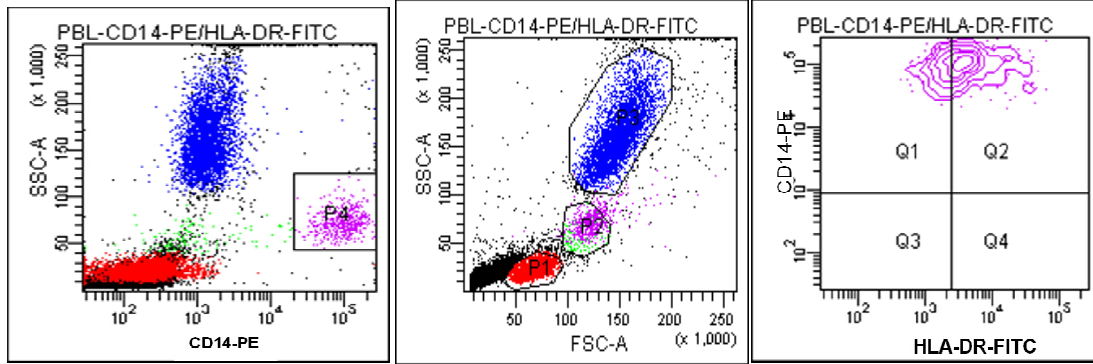 PBL-CD14-PE/HLA-DR-FITC
SSC-A
(x 1,000)
50 100 150 200 250
P4
10² 10³ 10⁴ 10⁵
CD14-PE
PBL-CD14-PE/HLA-DR-FITC
SSC-A
(x 1,000)
50 100 150 200 250
P3
P2
P1
50 100 150 200 250
FSC-A (x 1,000)
PBL-CD14-PE/HLA-DR-FITC
CD14-PE
10² 10⁵
Q1 Q2
Q3 Q4
10² 10³ 10⁴ 10⁵
HLA-DR-FITC